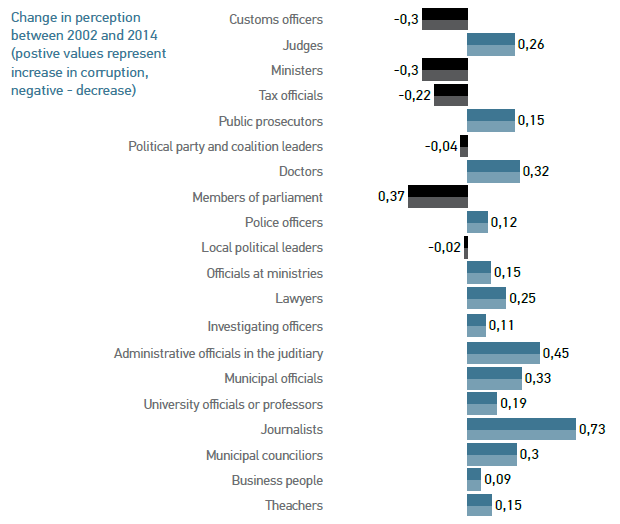 Change in perception
between 2002 and 2014
(postive values represent
increase in corruption,
negative - decrease)
Customs officers -0,3
Judges 0,26
Ministers -0,3
Tax officials -0,22
Public prosecutors 0,15
Political party and coalition leaders -0,04
Doctors 0,32
Members of parliament 0,37
Police officers 0,12
Local political leaders -0,02
Officials at ministries 0,15
Lawyers 0,25
Investigating officers 0,11
Administrative officials in the juditiary 0,45
Municipal officials 0,33
University officials or professors 0,19
Journalists 0,73
Municipal counciliors 0,3
Business people 0,09
Theachers 0,15